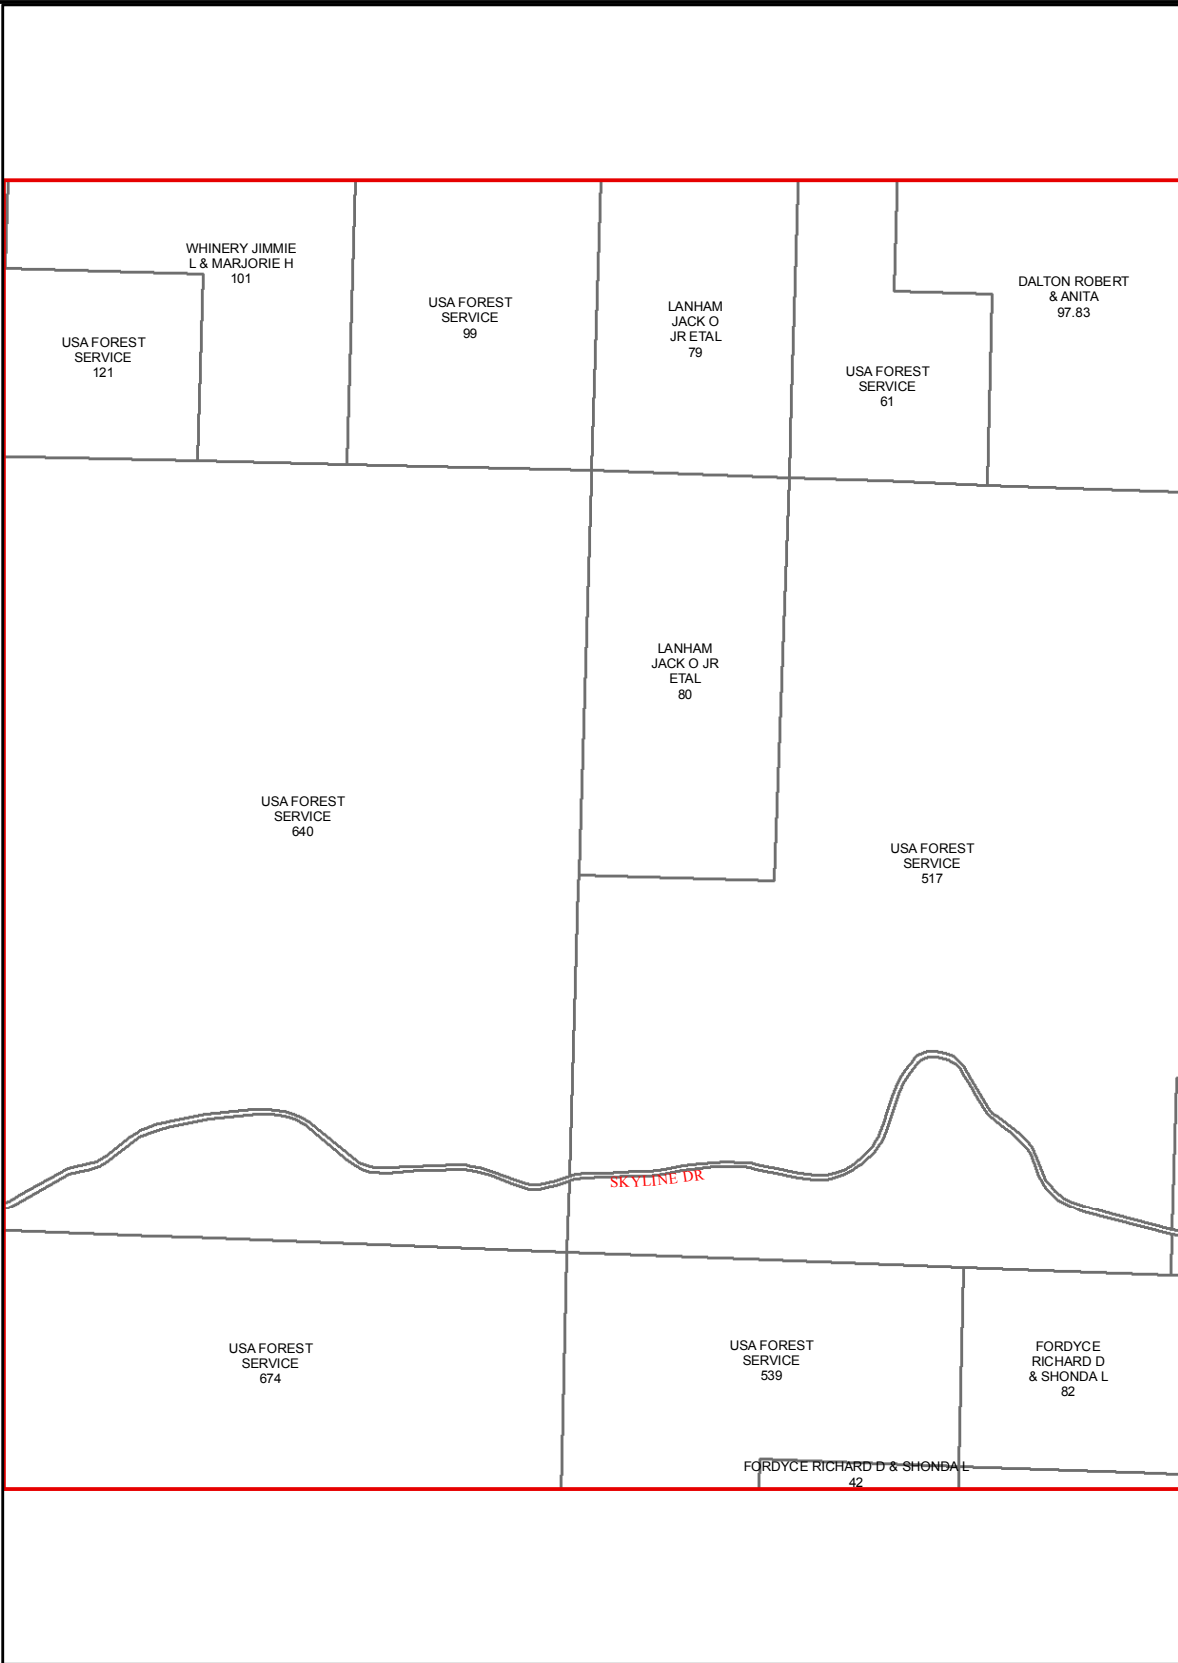 WHINERY JIMMIE
L & MARJORIE H
101
USA FOREST
SERVICE
121
USA FOREST
SERVICE
99
LANHAM
JACK O
JR ETAL
79
USA FOREST
SERVICE
61
DALTON ROBERT
& ANITA
97.83
LANHAM
JACK O JR
ETAL
80
USA FOREST
SERVICE
640
USA FOREST
SERVICE
517
SKYLINE DR
USA FOREST
SERVICE
674
USA FOREST
SERVICE
539
FORDYCE
RICHARD D
& SHONDA L
82
FORDYCE RICHARD D & SHONDA L
42